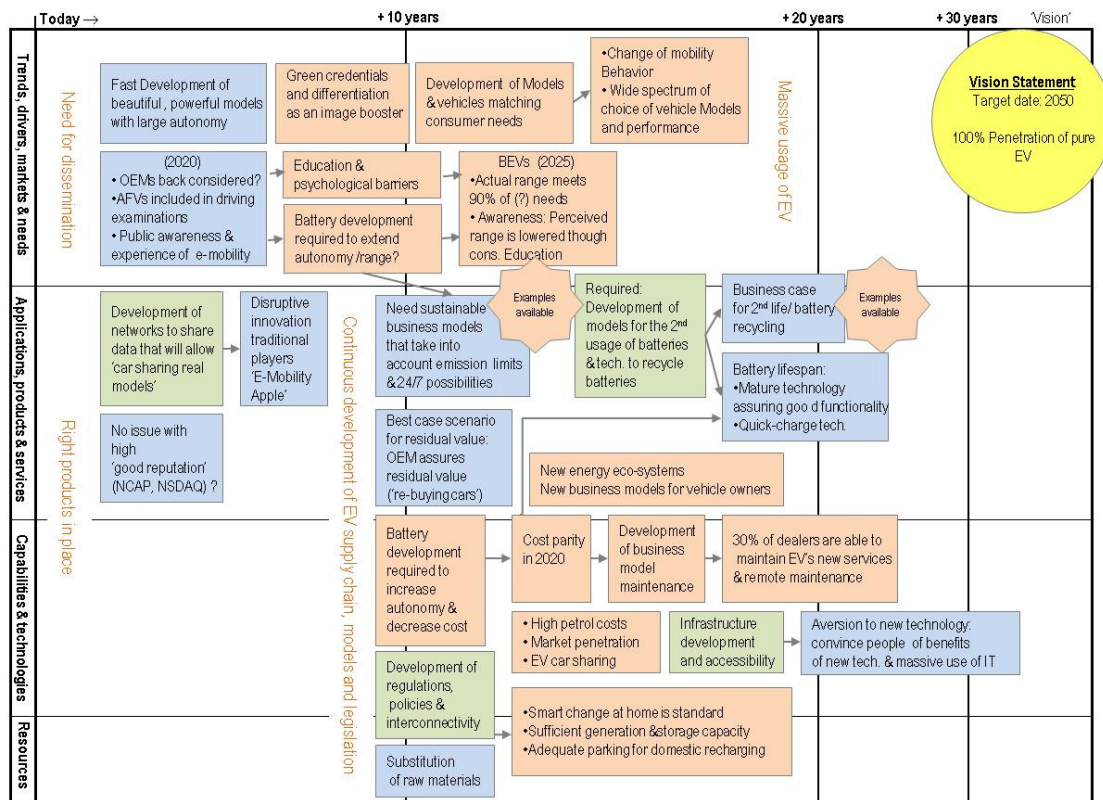 Today →
+ 10 years
+ 20 years
+ 30 years
'Vision'
Trends, drivers, markets & needs
Need for dissemination
Fast Development of
beautiful , powerful models
with large autonomy
Green credentials
and differentiation
as an image booster
Development of Models
& vehicles matching
consumer needs
•Change of mobility
Behavior
• Wide spectrum of
choice of vehicle Models
and performance
Massive usage of EV
Vision Statement
Target date: 2050
100% Penetration of pure
EV
(2020)
• OEMs back considered?
•AFVs included in driving
examinations
• Public awareness &
experience of e-mobility
Education &
psychological barriers
Battery development
required to extend
autonomy /range?
BEVs (2025)
•Actual range meets
90% of (?) needs
• Awareness: Perceived
range is lowered though
cons. Education
Applications, products & services
Right products in place
Development of
networks to share
data that will allow
'car sharing real
models'
Disruptive
innovation
traditional
players
'E-Mobility
Apple'
No issue with
high
'good reputation'
(NCAP, NSDAQ) ?
Continuous development of EV supply chain, models and legislation
Need sustainable
business models
that take into
account emission limits
& 24/7 possibilities
Examples
available
Required:
Development of
models for the 2nd
usage of batteries
& tech. to recycle
batteries
Business case
for 2nd life/ battery
recycling
Examples
available
Battery lifespan:
•Mature technology
assuring goo d functionality
•Quick-charge tech.
Best case scenario
for residual value:
OEM assures
residual value
('re-buying cars')
New energy eco-systems
New business models for vehicle owners
Capabilities & technologies
Battery
development
required to
increase
autonomy &
decrease cost
Cost parity
in 2020
Development
of business
model
maintenance
30% of dealers are able to
maintain EV's new services
& remote maintenance
• High petrol costs
• Market penetration
• EV car sharing
Infrastructure
development
and accessibility
Aversion to new technology:
convince people of benefits
of new tech. & massive use of IT
Development of
regulations,
policies &
interconnectivity
Resources
•Smart change at home is standard
•Sufficient generation &storage capacity
•Adequate parking for domestic recharging
Substitution
of raw materials